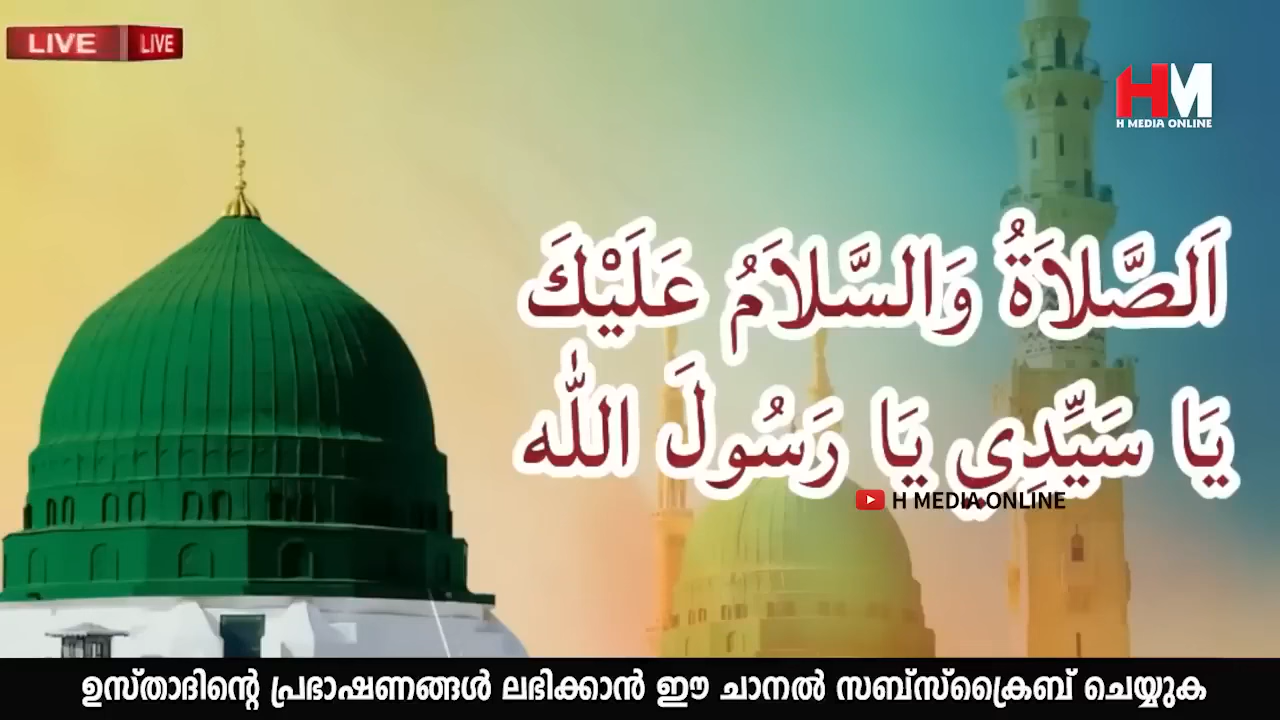 LIVE LIVE
HM
H MEDIA ONLINE
اَلصَّلاَةُ وَالسَّلاَمُ عَلَيْكَ
يَا سَيِّدِي يَا رَسُولَ اللّٰه
H MEDIA ONLINE
ഉസ്താദിന്റെ പ്രഭാഷണങ്ങൾ ലഭിക്കാൻ ഈ ചാനൽ സബ്സ്ക്രൈബ് ചെയ്യുക